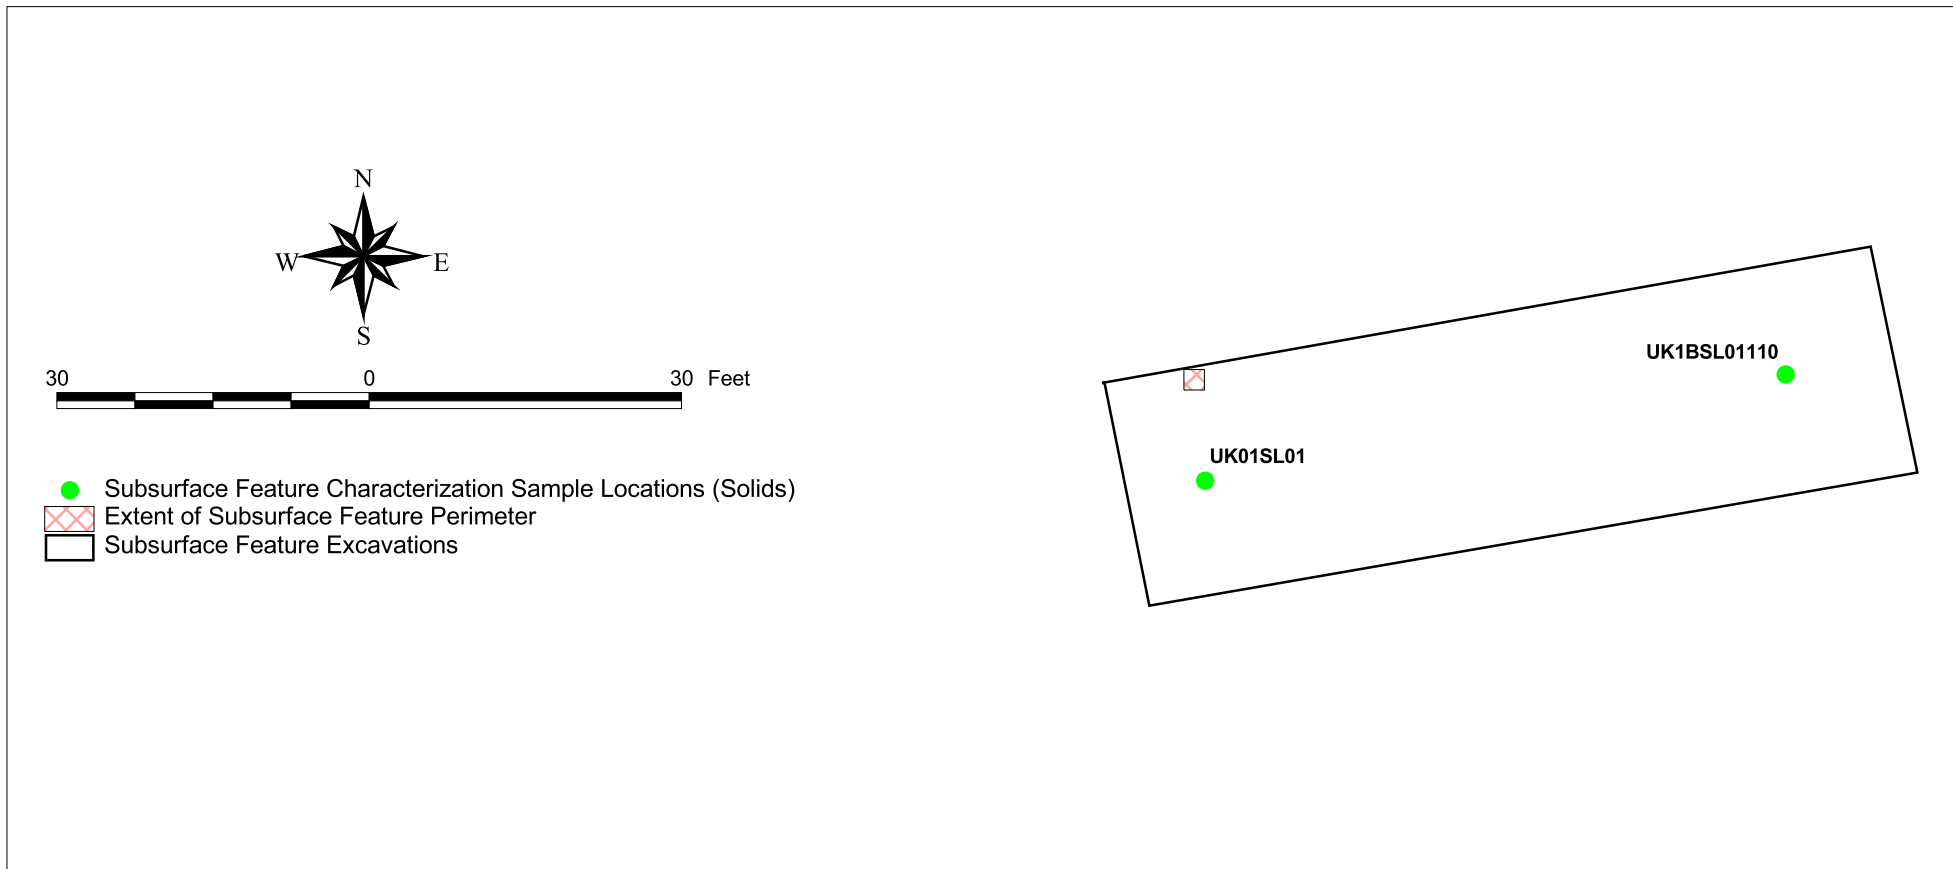 N
W E
S
30 0 30 Feet
Subsurface Feature Characterization Sample Locations (Solids)
Extent of Subsurface Feature Perimeter
Subsurface Feature Excavations
UK1BSL01110
UK01SL01